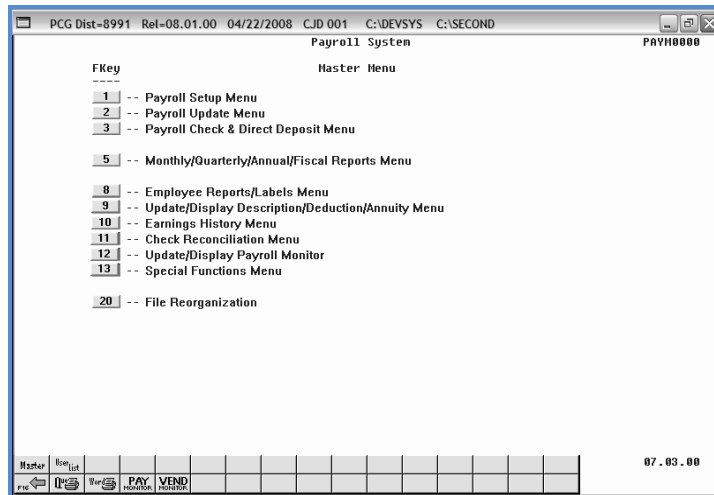 PCG Dist=8991 Rel=08.01.00 04/22/2008 CJD 001 C:\DEVSYS C:\SECOND
Payroll System PAYM0000
FKey Master Menu
----
1 -- Payroll Setup Menu
2 -- Payroll Update Menu
3 -- Payroll Check & Direct Deposit Menu
5 -- Monthly/Quarterly/Annual/Fiscal Reports Menu
8 -- Employee Reports/Labels Menu
9 -- Update/Display Description/Deduction/Annuity Menu
10 -- Earnings History Menu
11 -- Check Reconciliation Menu
12 -- Update/Display Payroll Monitor
13 -- Special Functions Menu
20 -- File Reorganization
Master User List 07.03.00
F16 Word PAY MONITOR VEND MONITOR